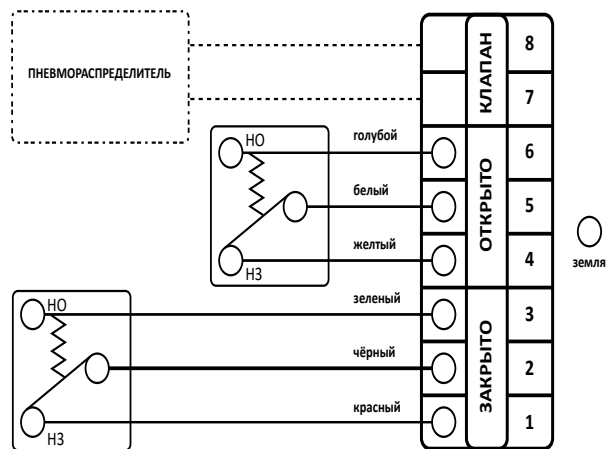 ПНЕВМОРАСПРЕДЕЛИТЕЛЬ
КЛАПАН
8
7
НО
голубой
6
белый
ОТКРЫТО
5
желтый
4
НЗ
земля
НО
зеленый
3
чёрный
ЗАКРЫТО
2
красный
1
НЗ